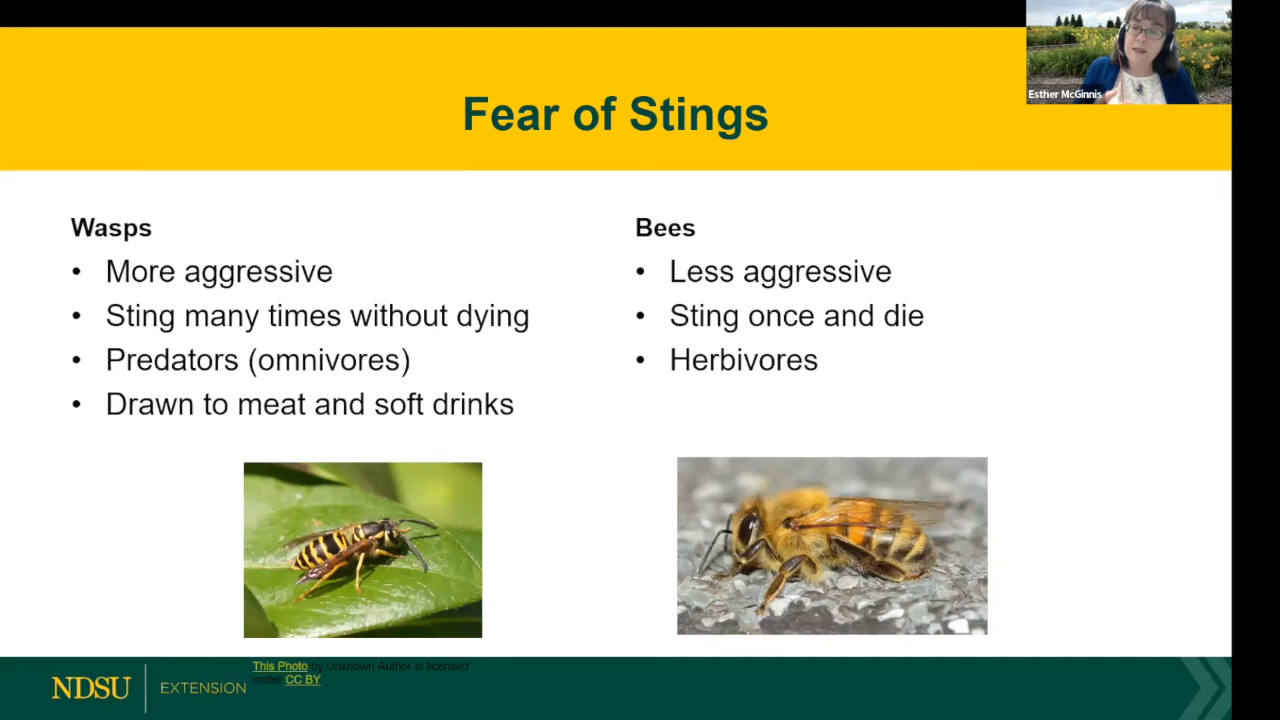 Esther McGinnis
Fear of Stings
Wasps
• More aggressive
• Sting many times without dying
• Predators (omnivores)
• Drawn to meat and soft drinks
Bees
• Less aggressive
• Sting once and die
• Herbivores
This Photo by Unknown Author is licensed
under CC BY
NDSU EXTENSION